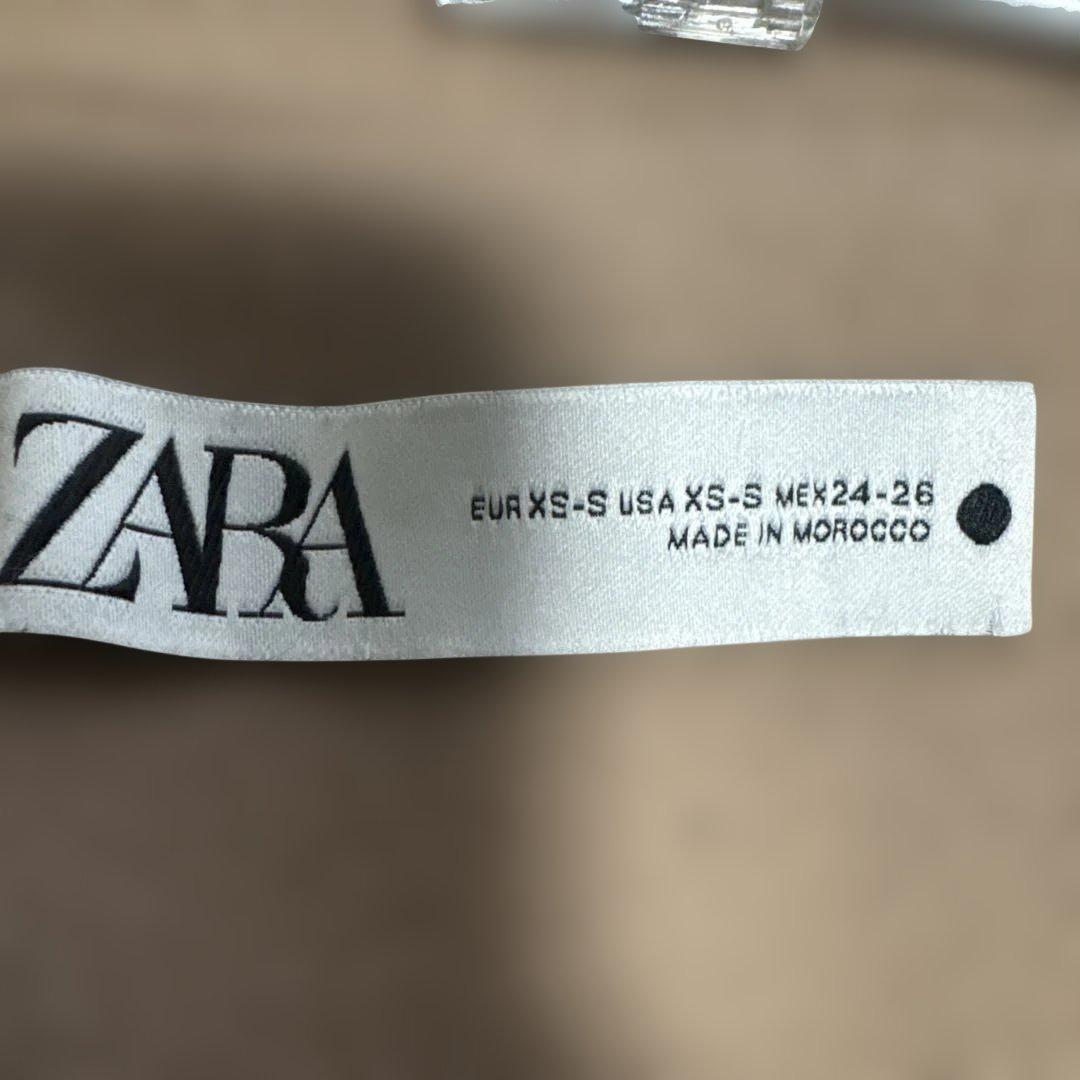 ZARA
EUR XS-S USA XS-S MEX 24-26
MADE IN MOROCCO